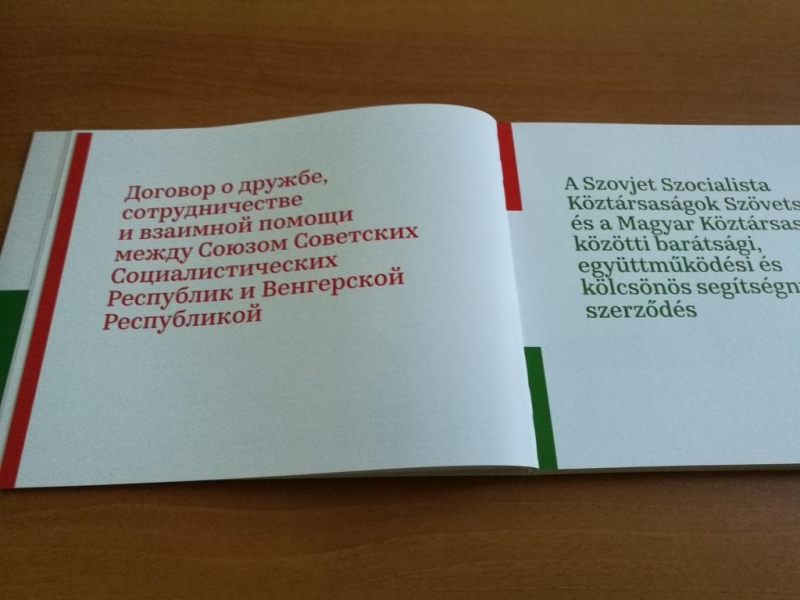 Договор о дружбе,
сотрудничестве
и взаимной помощи
между Союзом Советских
Социалистических
Республик и Венгерской
Республикой
A Szovjet Szocialista
Köztársaságok
és a Magyar
közötti barátsági,
együttműködési és
kölcsönös
szerződés